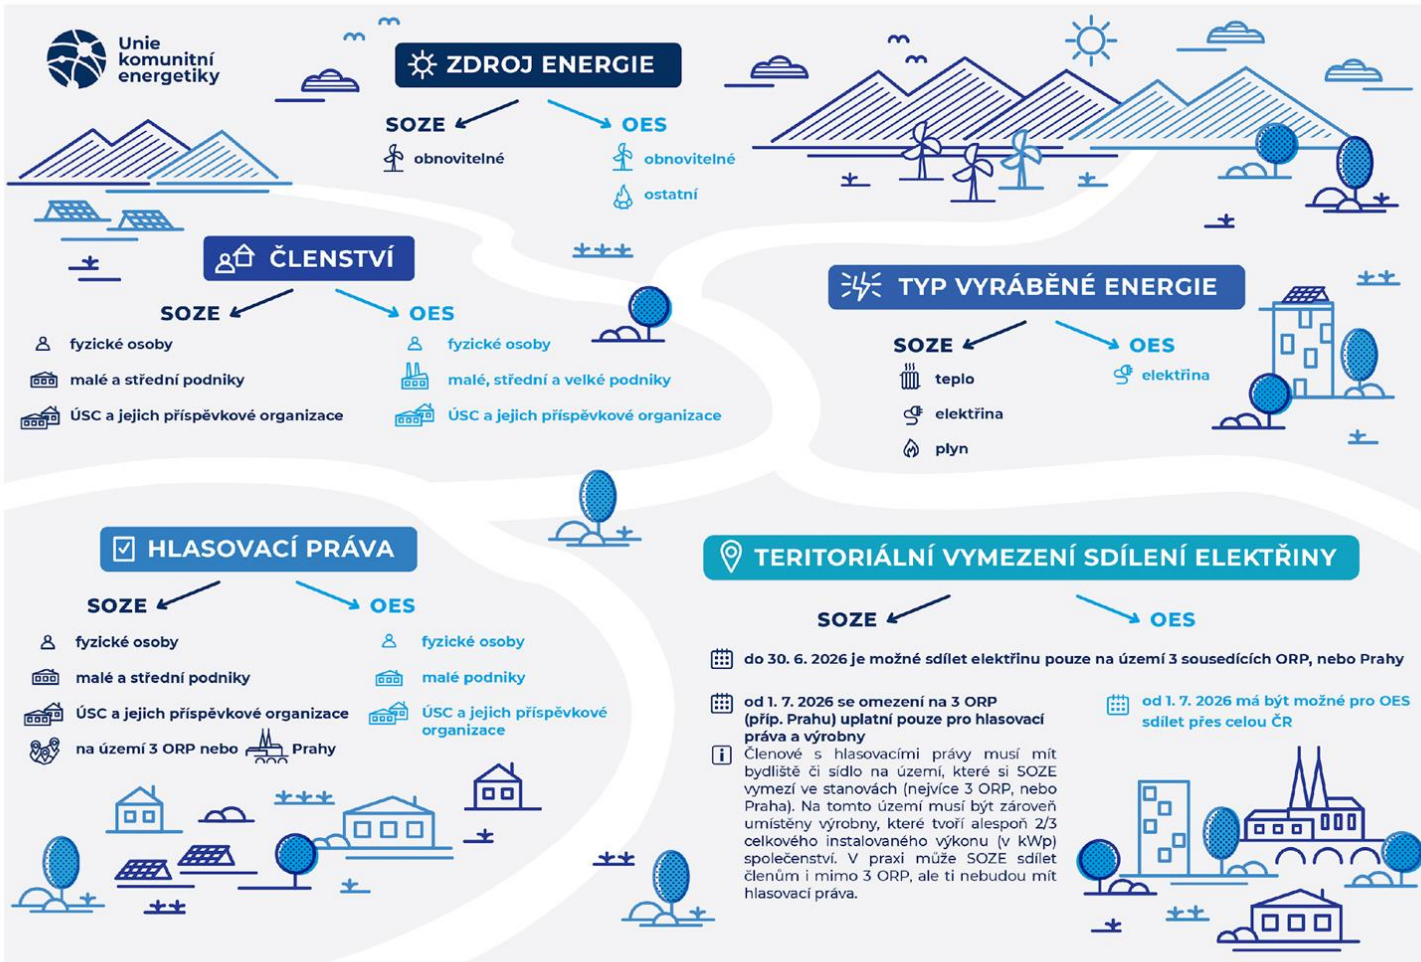 Unie
komunitní
energetiky
ZDROJ ENERGIE
SOZE
obnovitelné
OES
obnovitelné
ostatní
ČLENSTVÍ
SOZE
fyzické osoby
malé a střední podniky
ÚSC a jejich příspěvkové organizace
OES
fyzické osoby
malé, střední a velké podniky
ÚSC a jejich příspěvkové organizace
TYP VYRÁBĚNÉ ENERGIE
SOZE
teplo
elektřina
plyn
OES
elektřina
HLASOVACÍ PRÁVA
SOZE
fyzické osoby
malé a střední podniky
ÚSC a jejich příspěvkové organizace
na území 3 ORP nebo Prahy
OES
fyzické osoby
malé podniky
ÚSC a jejich příspěvkové
organizace
TERITORIÁLNÍ VYMEZENÍ SDÍLENÍ ELEKTŘINY
SOZE
OES
do 30. 6. 2026 je možné sdílet elektřinu pouze na území 3 sousedících ORP, nebo Prahy
od 1. 7. 2026 se omezení na 3 ORP
(příp. Prahu) uplatní pouze pro hlasovací
práva a výrobny
Členové s hlasovacími právy musí mít
bydliště či sídlo na území, které si SOZE
vymezí ve stanovách (nejvíce 3 ORP, nebo
Praha). Na tomto území musí být zároveň
umístěny výrobny, které tvoří alespoň 2/3
celkového instalovaného výkonu (v kWp)
společenství. V praxi může SOZE sdílet
členům i mimo 3 ORP, ale ti nebudou mít
hlasovací práva.
od 1. 7. 2026 má být možné pro OES
sdílet přes celou ČR